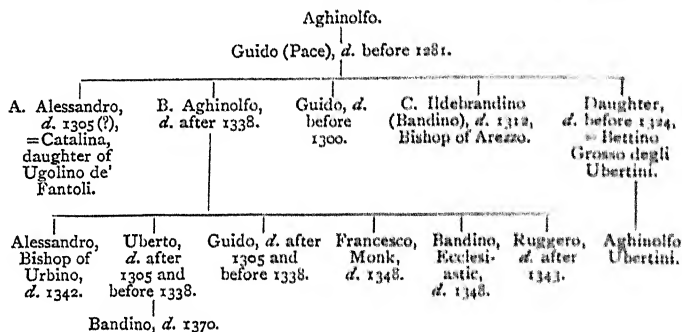 Aghinolfo.
Guido (Pace), d. before 1281.
A. Alessandro,
d. 1305 (?),
=Catalina,
daughter of
Ugolino de'
Fantoli.
B. Aghinolfo,
d. after 1338.
Guido, d.
before
1300.
C. Ildebrandino
(Bandino), d. 1312,
Bishop of Arezzo.
Daughter,
d. before 1324,
= Bettino
Grosso degli
Ubertini.
Alessandro,
Bishop of
Urbino,
d. 1342.
Uberto,
d. after
1305 and
before 1338.
Guido, d. after
1305 and
before 1338.
Francesco,
Monk,
d. 1348.
Bandino,
Ecclesi-
astic,
d. 1348.
Ruggero,
d. after
1343.
Aghinolfo
Ubertini.
Bandino, d. 1370.